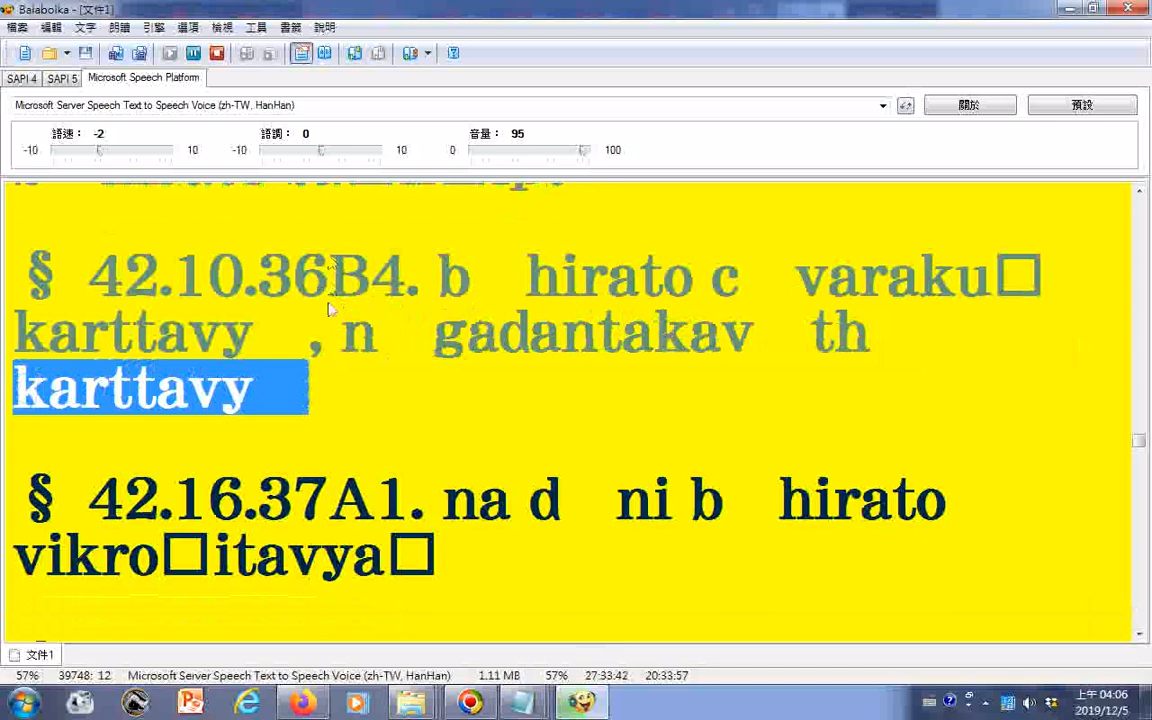 Balabolka - [文件1]
檔案 編輯 文字 朗讀 引擎 選項 檢視 工具 書籤 說明
SAPI 4 SAPI 5 Microsoft Speech Platform
Microsoft Server Speech Text to Speech Voice (zh-TW, HanHan) 關於 預設
語速： -2 語調： 0 音量： 95
-10 10 -10 10 0 100
§ 42.10.36B4. b hirato c varaku□
karttavy , n gadantakav th
karttavy
§ 42.16.37A1. na d ni b hirato
vikro□itavya□
文件1
57% 39748: 12 Microsoft Server Speech Text to Speech Voice (zh-TW, HanHan) 1.11 MB 57% 27:33:42 20:33:57
上午 04:06
2019/12/5